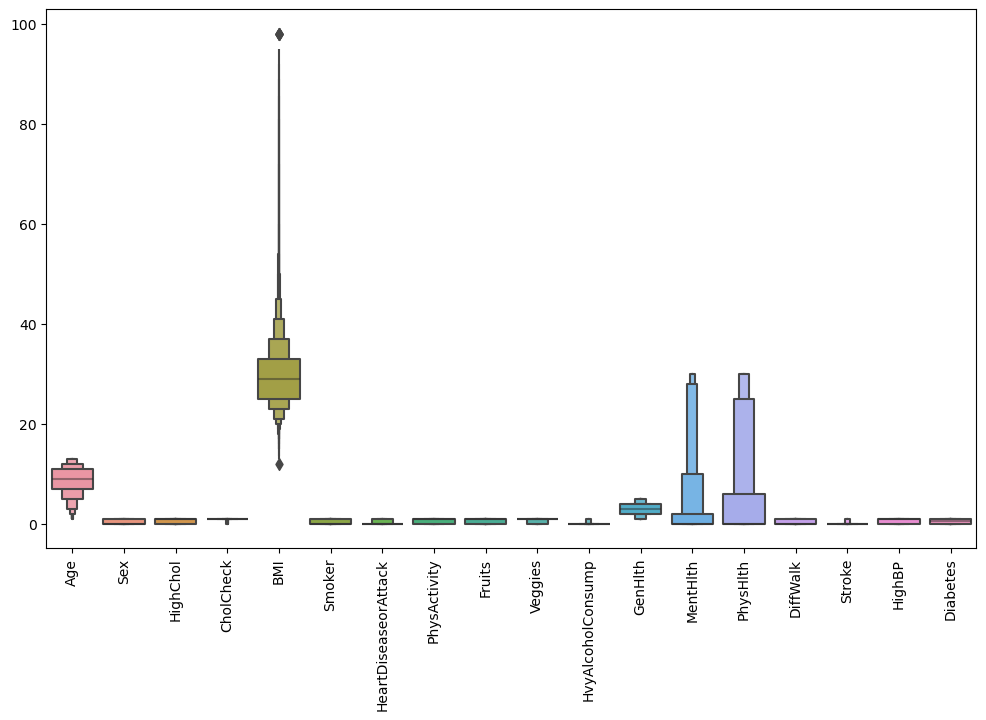 100
80
60
40
20
0
Age
Sex
HighChol
CholCheck
BMI
Smoker
HeartDiseaseorAttack
PhysActivity
Fruits
Veggies
HvyAlcoholConsump
GenHlth
MentHlth
PhysHlth
DiffWalk
Stroke
HighBP
Diabetes